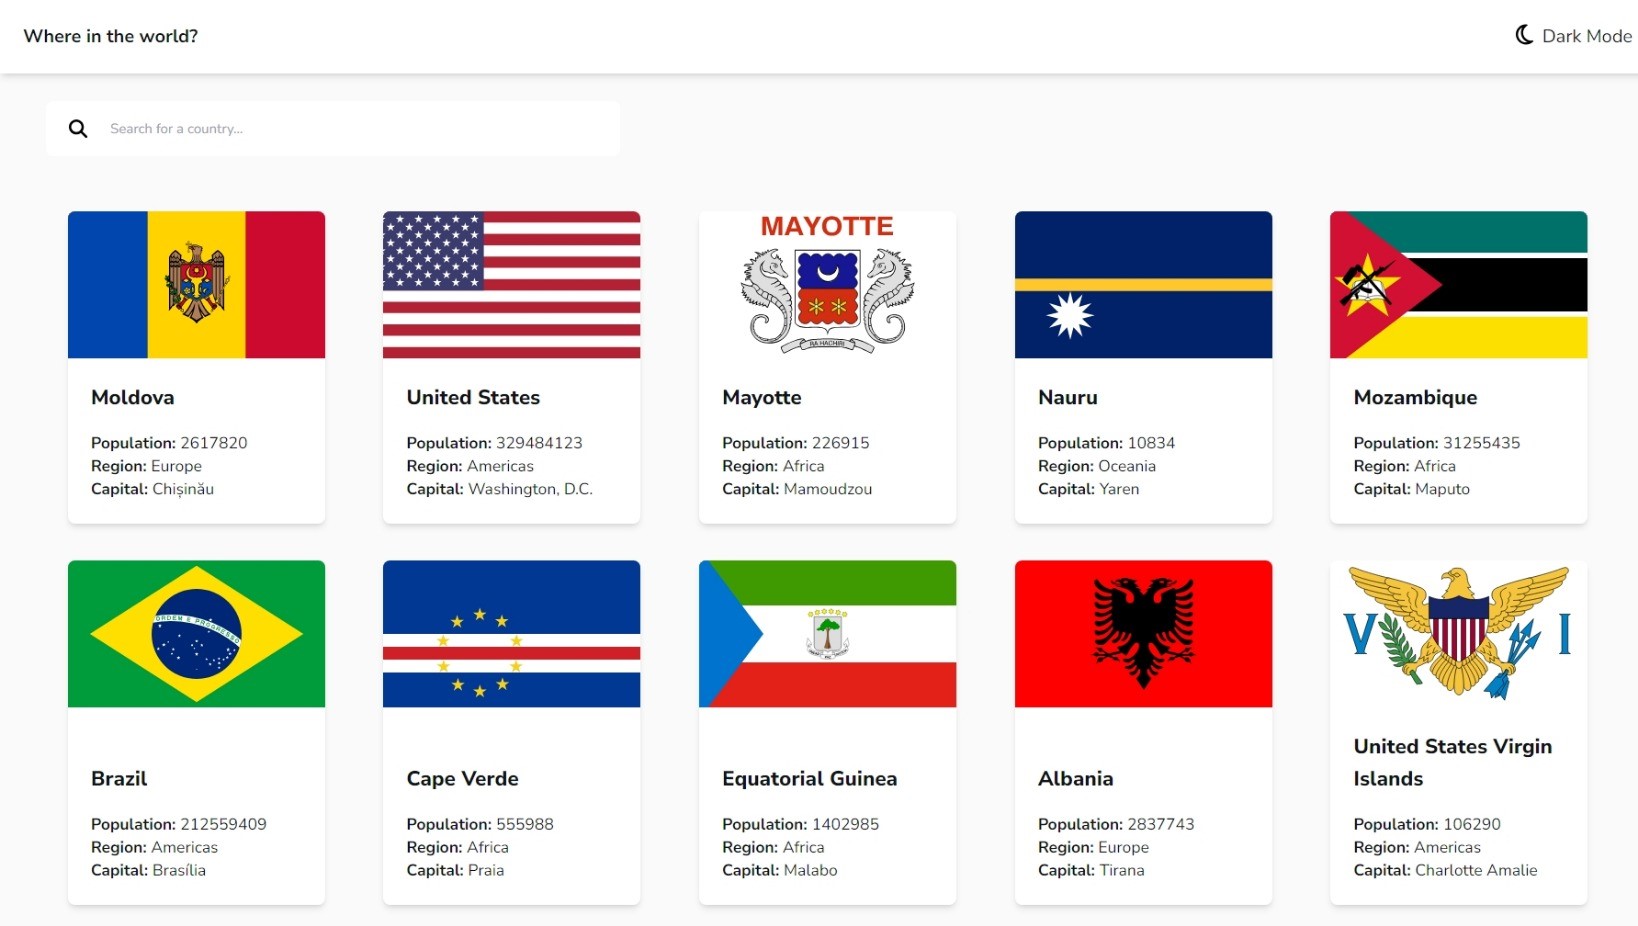 Where in the world?
Dark Mode
Search for a country...
MAYOTTE
RA HACHIRI
Moldova
Population: 2617820
Region: Europe
Capital: Chișinău
United States
Population: 329484123
Region: Americas
Capital: Washington, D.C.
Mayotte
Population: 226915
Region: Africa
Capital: Mamoudzou
Nauru
Population: 10834
Region: Oceania
Capital: Yaren
Mozambique
Population: 31255435
Region: Africa
Capital: Maputo
ORDEM E PROGRESSO
V I
Brazil
Population: 212559409
Region: Americas
Capital: Brasília
Cape Verde
Population: 555988
Region: Africa
Capital: Praia
Equatorial Guinea
Population: 1402985
Region: Africa
Capital: Malabo
Albania
Population: 2837743
Region: Europe
Capital: Tirana
United States Virgin
Islands
Population: 106290
Region: Americas
Capital: Charlotte Amalie